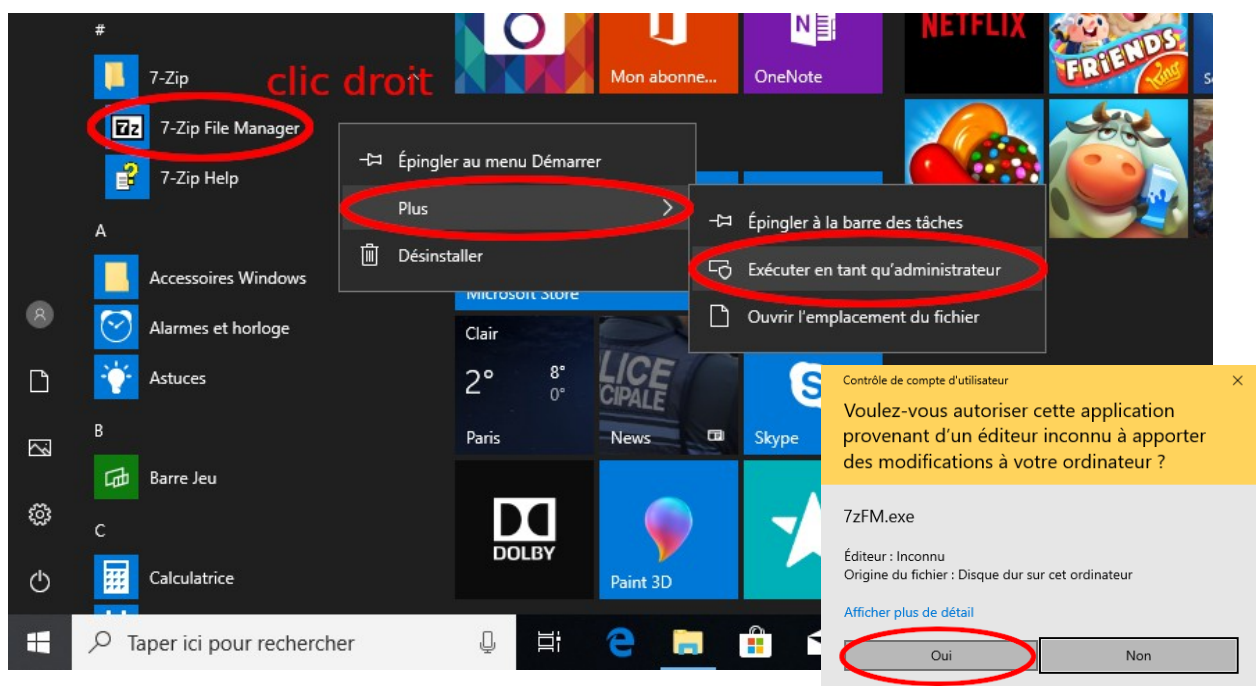 #
7-Zip
clic droit
7-Zip File Manager
7-Zip Help
A
Accessoires Windows
Alarmes et horloge
Astuces
B
Barre Jeu
C
Calculatrice
Taper ici pour rechercher
Épingler au menu Démarrer
Plus
Désinstaller
Épingler à la barre des tâches
Exécuter en tant qu'administrateur
Ouvrir l'emplacement du fichier
Mon abonne...
N
OneNote
NETFLIX
FRIENDS
King
Microsoft Store
Clair
2° 8°
0°
Paris
LICE
CIPALE
News
S
Skype
DOLBY
Paint 3D
Contrôle de compte d'utilisateur
Voulez-vous autoriser cette application
provenant d'un éditeur inconnu à apporter
des modifications à votre ordinateur ?
7zFM.exe
Éditeur : Inconnu
Origine du fichier : Disque dur sur cet ordinateur
Afficher plus de détail
Oui
Non